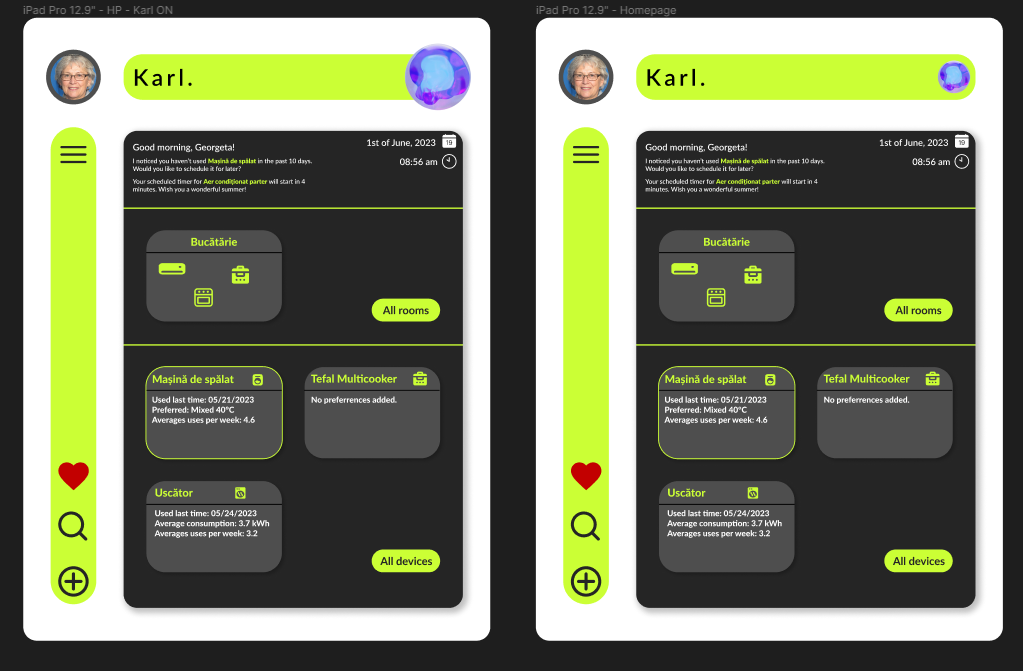 iPad Pro 12.9" - HP - Karl ON
Karl.
Good morning, Georgeta!
1st of June, 2023
19
I noticed you haven't used Mașină de spălat in the past 10 days.
Would you like to schedule it for later?
08:56 am
Your scheduled timer for Aer condiționat parter will start in 4
minutes. Wish you a wonderful summer!
Bucătărie
All rooms
Mașină de spălat
Used last time: 05/21/2023
Preferred: Mixed 40°C
Averages uses per week: 4.6
Tefal Multicooker
No preferrences added.
Uscător
Used last time: 05/24/2023
Average consumption: 3.7 kWh
Averages uses per week: 3.2
All devices
iPad Pro 12.9" - Homepage
Karl.
Good morning, Georgeta!
1st of June, 2023
19
I noticed you haven't used Mașină de spălat in the past 10 days.
Would you like to schedule it for later?
08:56 am
Your scheduled timer for Aer condiționat parter will start in 4
minutes. Wish you a wonderful summer!
Bucătărie
All rooms
Mașină de spălat
Used last time: 05/21/2023
Preferred: Mixed 40°C
Averages uses per week: 4.6
Tefal Multicooker
No preferrences added.
Uscător
Used last time: 05/24/2023
Average consumption: 3.7 kWh
Averages uses per week: 3.2
All devices